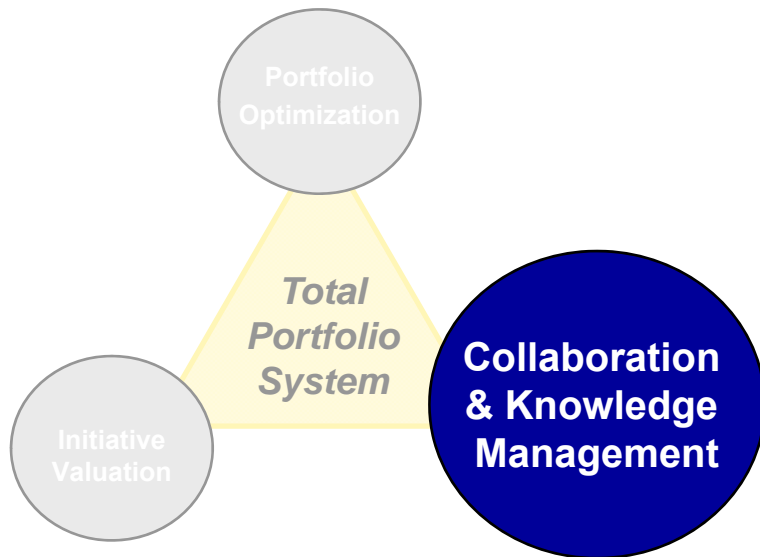 Portfolio
Optimization
Total
Portfolio
System
Collaboration
& Knowledge
Management
Initiative
Valuation